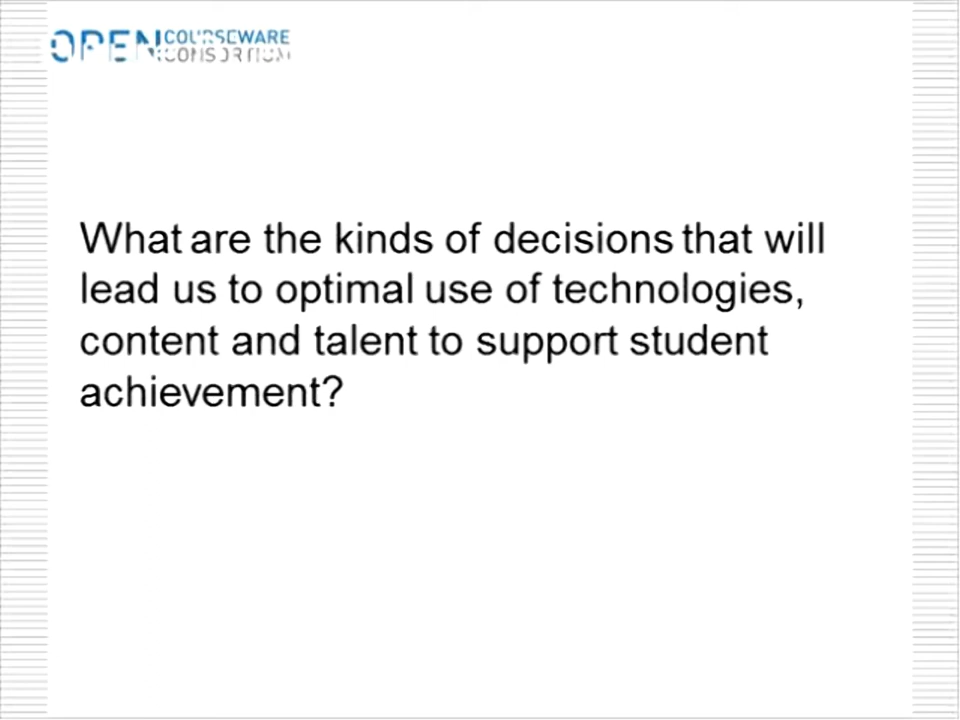 OPEN COURSEWARE
CONSORTIUM
What are the kinds of decisions that will
lead us to optimal use of technologies,
content and talent to support student
achievement?